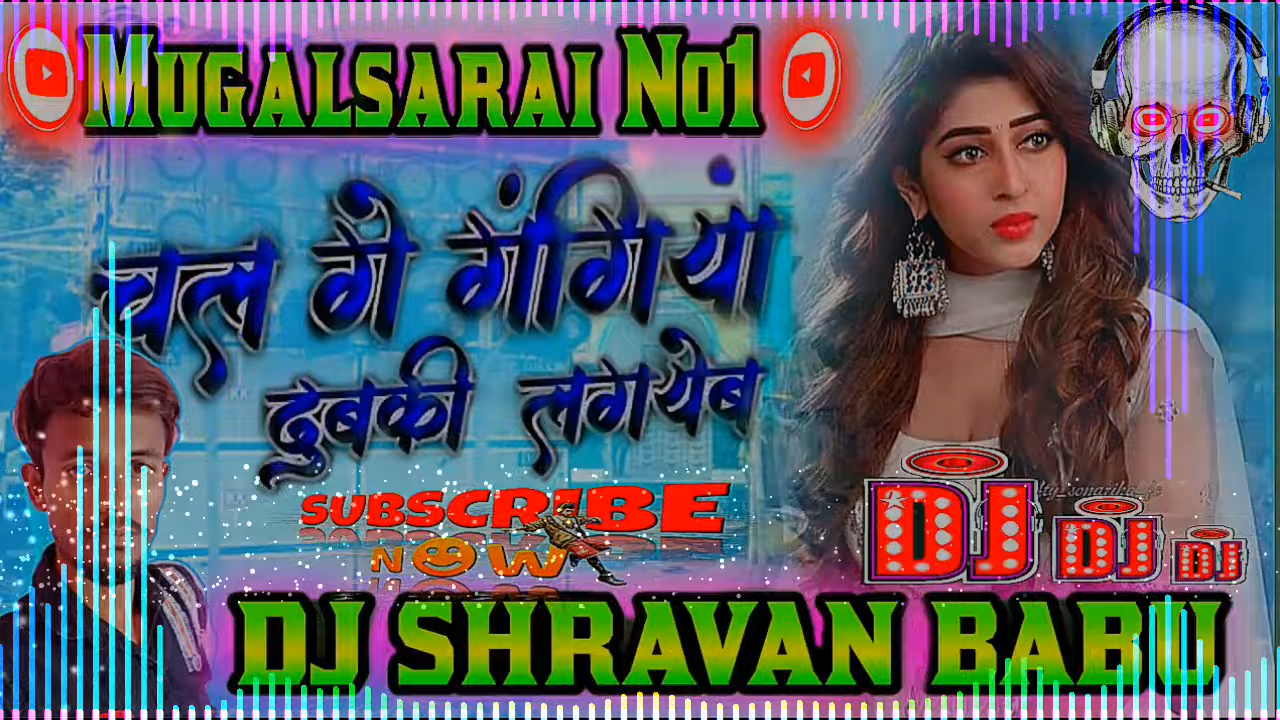 MUGALSARAI NO1
चल गे गंगियां
डुबकी लगयेब
SUBSCRIBE
NOW
DJ DJ DJ
DJ SHRAVAN BABU